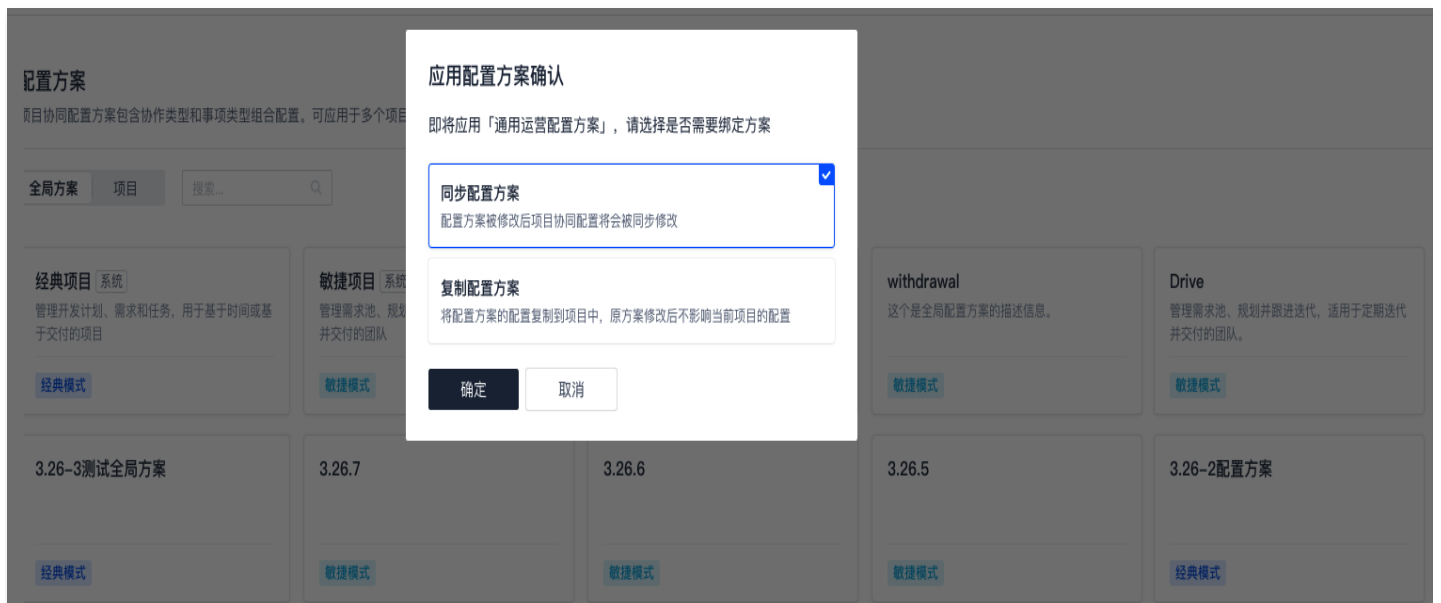 配置方案
项目协同配置方案包含协作类型和事项类型组合配置。可应用于多个项目
全局方案 项目 搜索...
应用配置方案确认
即将应用「通用运营配置方案」，请选择是否需要绑定方案
同步配置方案
配置方案被修改后项目协同配置将会被同步修改
复制配置方案
将配置方案的配置复制到项目中，原方案修改后不影响当前项目的配置
确定 取消
经典项目 系统
管理开发计划、需求和任务，用于基于时间或基
于交付的项目
经典模式
敏捷项目 系统
管理需求池、规划
并交付的团队
敏捷模式
withdrawal
这个是全局配置方案的描述信息。
敏捷模式
Drive
管理需求池、规划并跟进迭代，适用于定期迭代
并交付的团队。
敏捷模式
3.26-3测试全局方案
经典模式
3.26.7
敏捷模式
3.26.6
敏捷模式
3.26.5
敏捷模式
3.26-2配置方案
经典模式